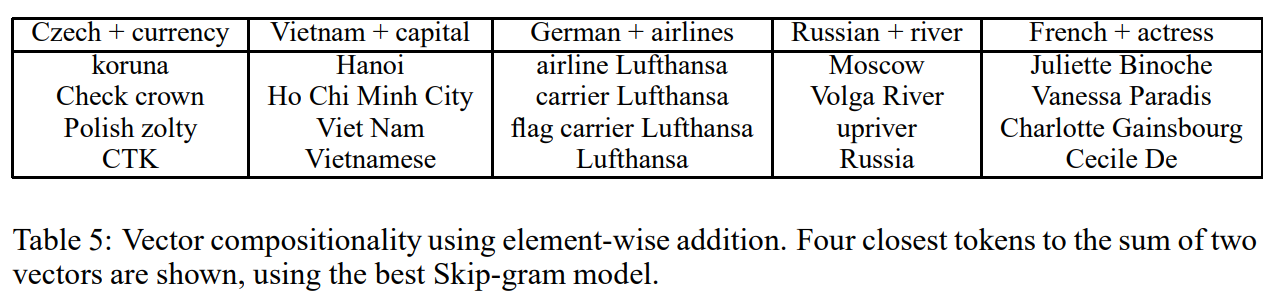 Czech + currency Vietnam + capital German + airlines Russian + river French + actress
koruna Hanoi airline Lufthansa Moscow Juliette Binoche
Check crown Ho Chi Minh City carrier Lufthansa Volga River Vanessa Paradis
Polish zolty Viet Nam flag carrier Lufthansa upriver Charlotte Gainsbourg
CTK Vietnamese Lufthansa Russia Cecile De
Table 5: Vector compositionality using element-wise addition. Four closest tokens to the sum of two
vectors are shown, using the best Skip-gram model.